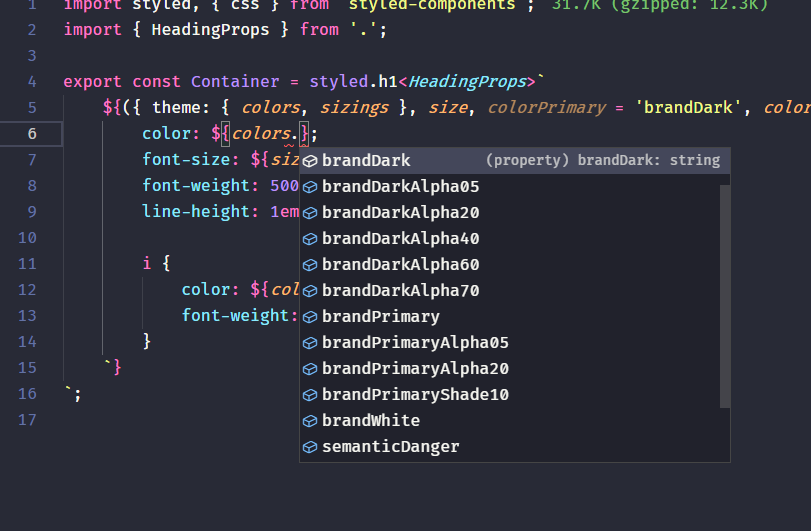 1 import styled, { css } from 'styled-components'; 31.7K (gzipped: 12.3K)
2 import { HeadingProps } from '.';
3
4 export const Container = styled.h1<HeadingProps>`
5 ${({ theme: { colors, sizings }, size, colorPrimary = 'brandDark', color
6 color: ${colors.};
7 font-size: ${siz
8 font-weight: 500
9 line-height: 1em
10
11 i {
12 color: ${col
13 font-weight:
14 }
15 `}
16 `;
17
brandDark (property) brandDark: string
brandDarkAlpha05
brandDarkAlpha20
brandDarkAlpha40
brandDarkAlpha60
brandDarkAlpha70
brandPrimary
brandPrimaryAlpha05
brandPrimaryAlpha20
brandPrimaryShade10
brandWhite
semanticDanger